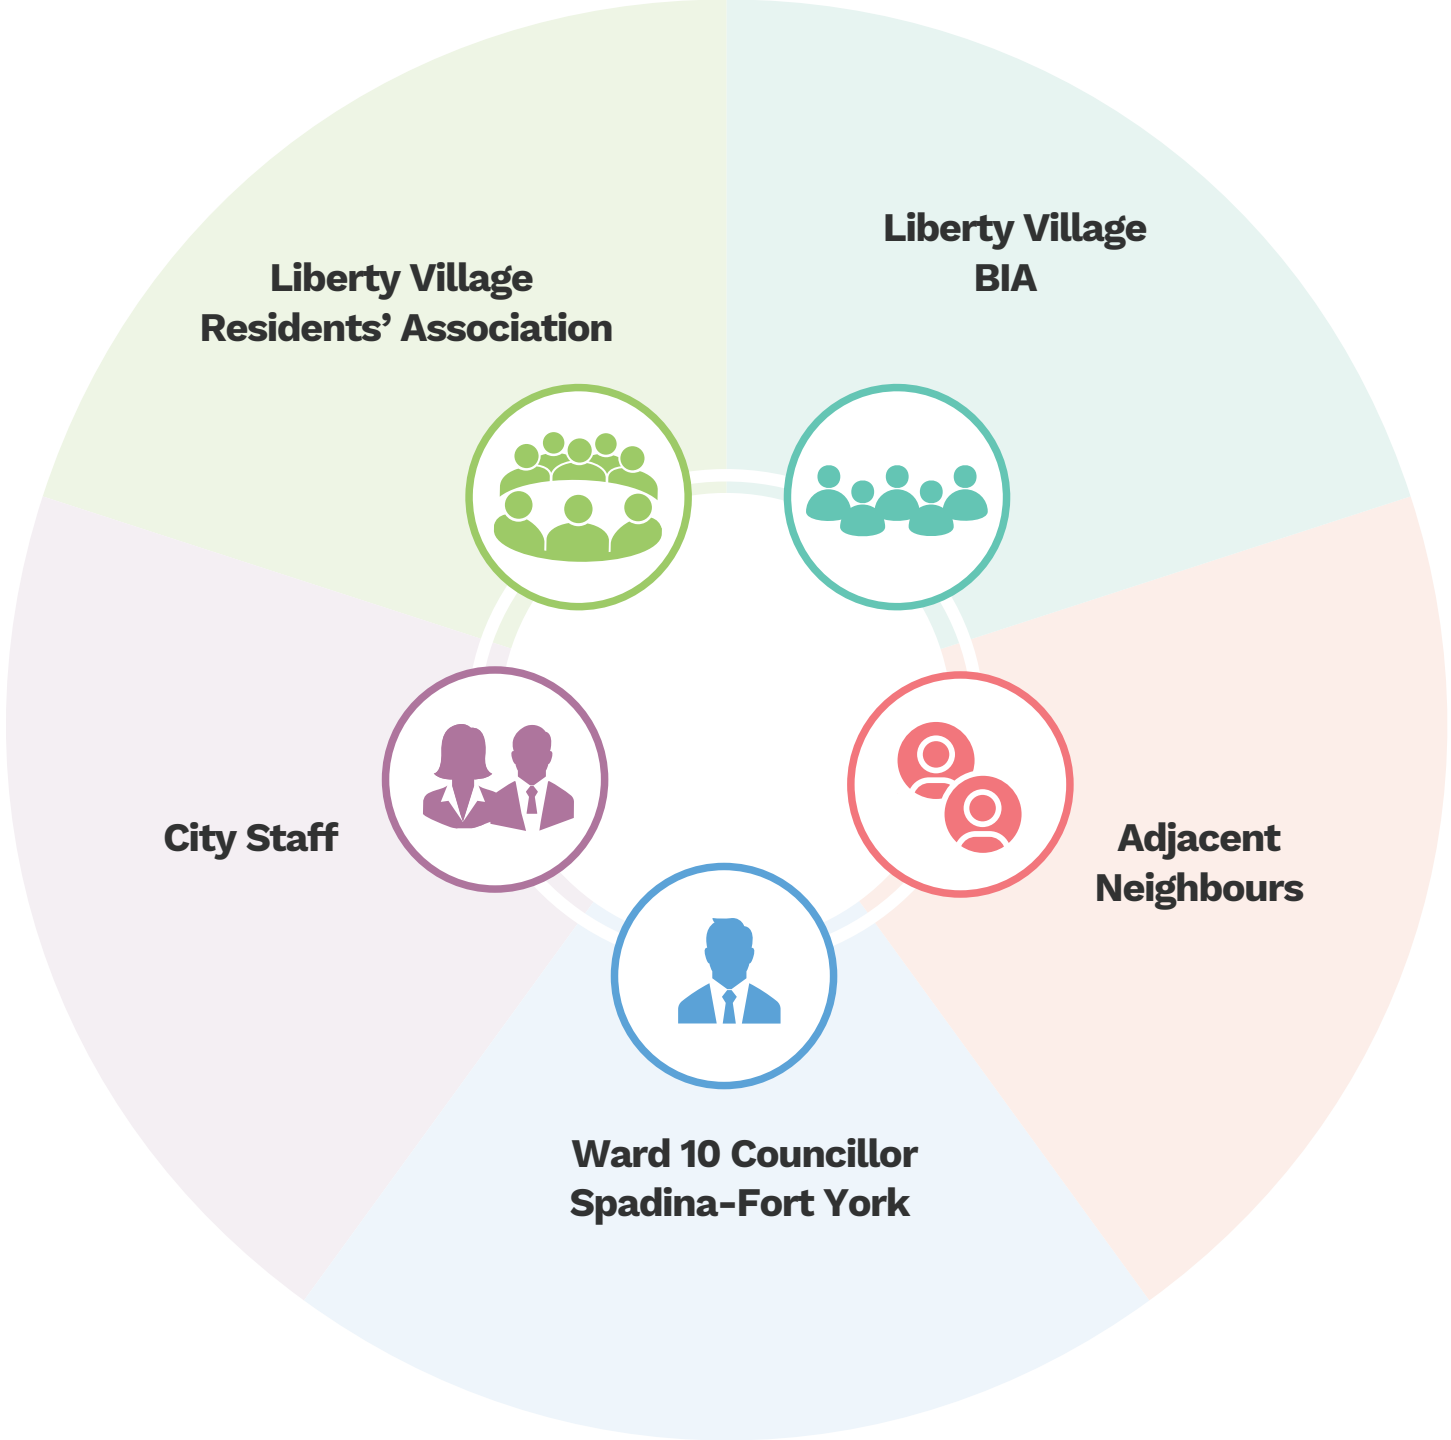 Liberty Village
Residents’ Association
Liberty Village
BIA
City Staff
Adjacent
Neighbours
Ward 10 Councillor
Spadina-Fort York